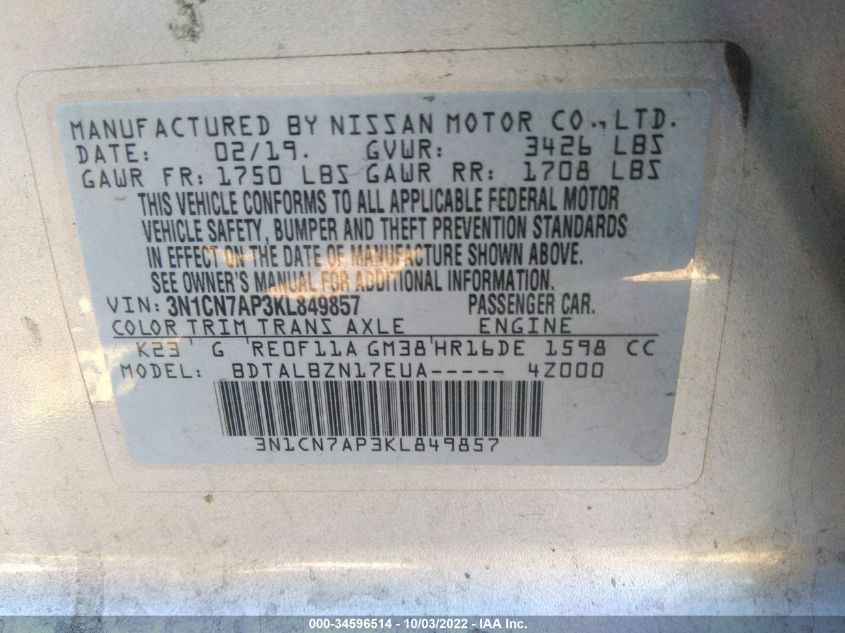 MANUFACTURED BY NISSAN MOTOR CO., LTD.
DATE: 02/19. GVWR: 3426 LBS
GAWR FR: 1750 LBS GAWR RR: 1708 LBS
THIS VEHICLE CONFORMS TO ALL APPLICABLE FEDERAL MOTOR
VEHICLE SAFETY, BUMPER AND THEFT PREVENTION STANDARDS
IN EFFECT ON THE DATE OF MANUFACTURE SHOWN ABOVE.
SEE OWNER'S MANUAL FOR ADDITIONAL INFORMATION.
VIN: 3N1CN7AP3KL849857 PASSENGER CAR.
COLOR TRIM TRANS AXLE ENGINE
K23 G RE0F11A GM38 HR16DE 1598 CC
MODEL: BDTALBZN17EUA----- 4Z000
3N1CN7AP3KL849857
000-34596514 - 10/03/2022 - IAA Inc.